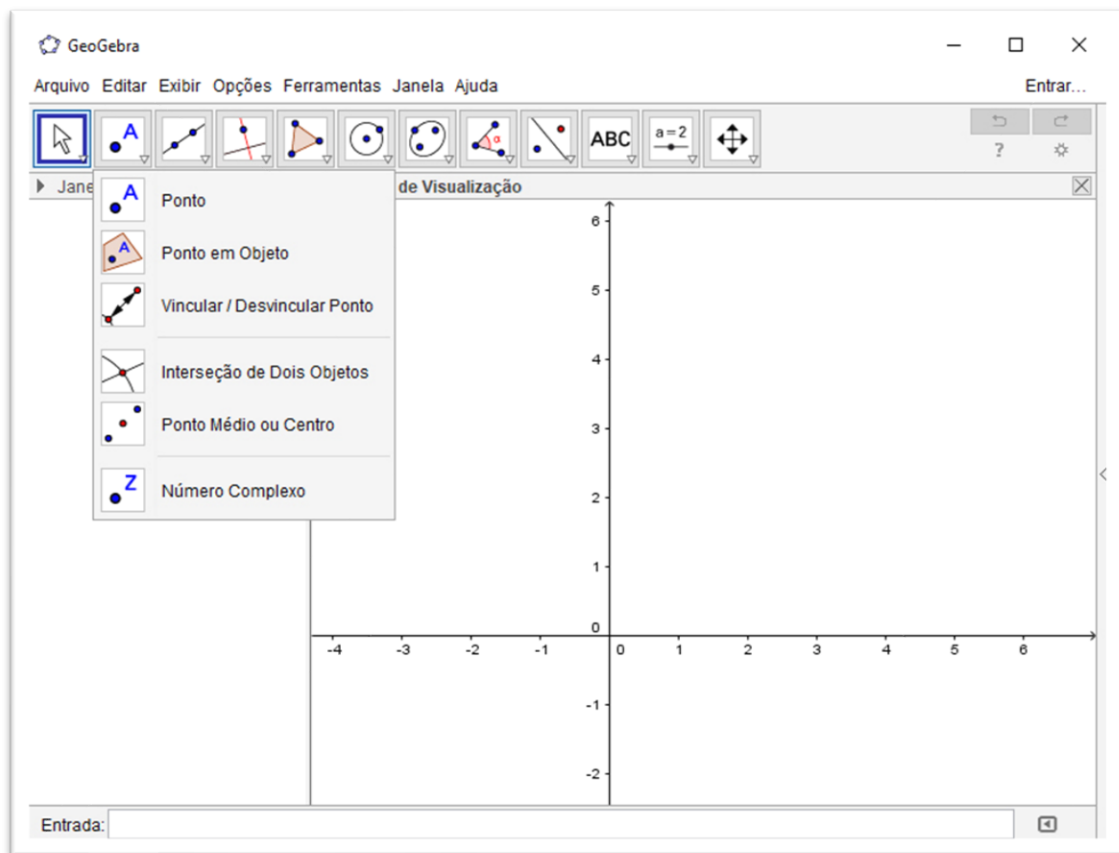 GeoGebra
Arquivo Editar Exibir Opções Ferramentas Janela Ajuda Entrar...
A ABC a=2
α
?
Jane de Visualização
A Ponto
A Ponto em Objeto
Vincular / Desvincular Ponto
Interseção de Dois Objetos
Ponto Médio ou Centro
Z Número Complexo
6
5
4
3
2
1
0
-4 -3 -2 -1 0 1 2 3 4 5 6
-1
-2
Entrada: